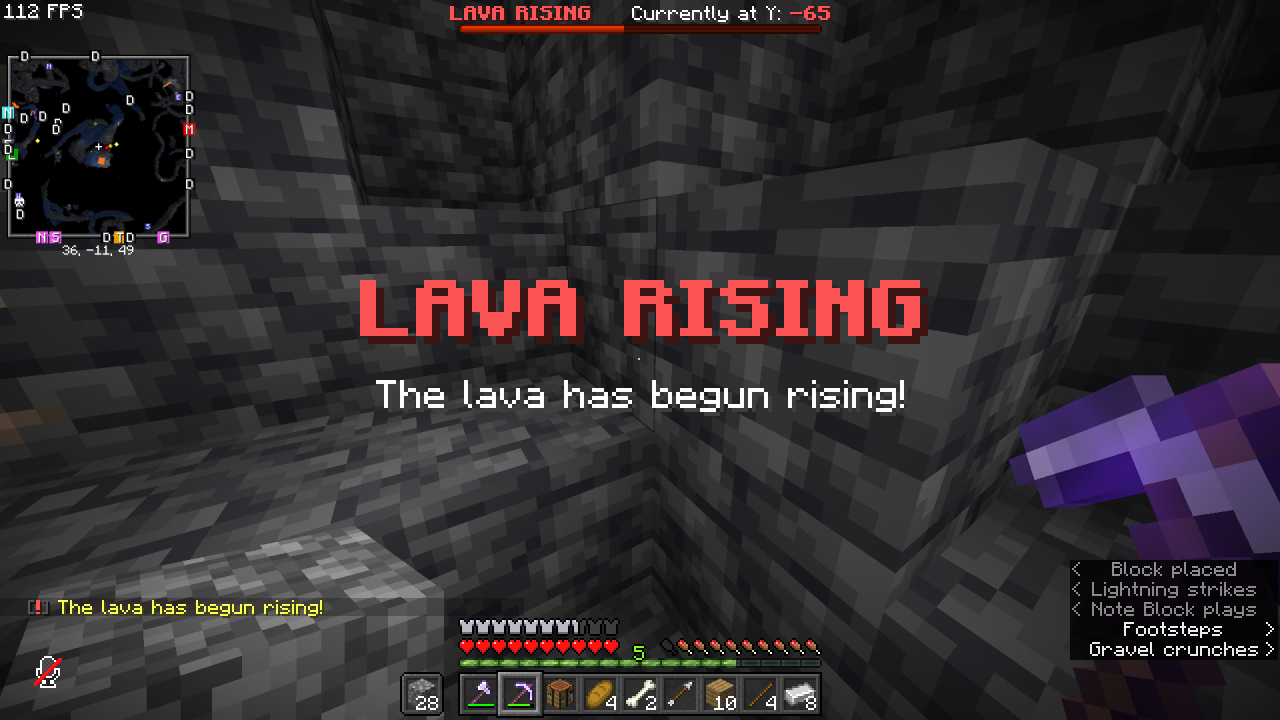 112 FPS
LAVA RISING Currently at Y: -65
36, -11, 49
LAVA RISING
The lava has begun rising!
The lava has begun rising!
< Block placed
< Lightning strikes
< Note Block plays
Footsteps >
Gravel crunches >
5
28 4 2 10 4 8